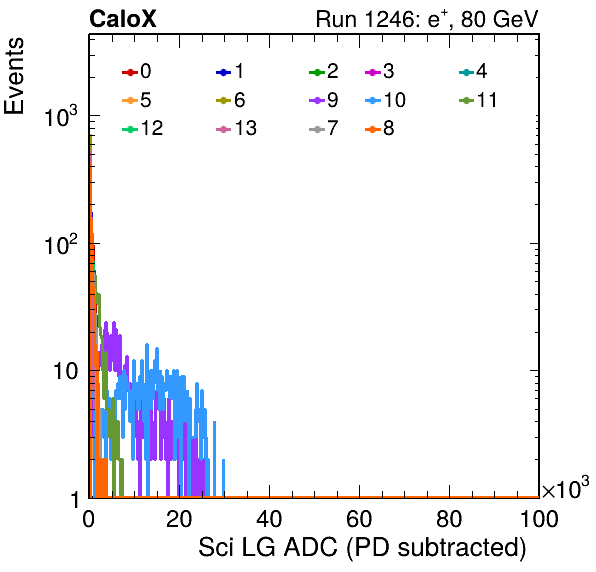 CaloX Run 1246: e⁺, 80 GeV
Events
0 1 2 3 4
5 6 9 10 11
12 13 7 8
10³
10²
10
1
0 20 40 60 80 100
×10³
Sci LG ADC (PD subtracted)